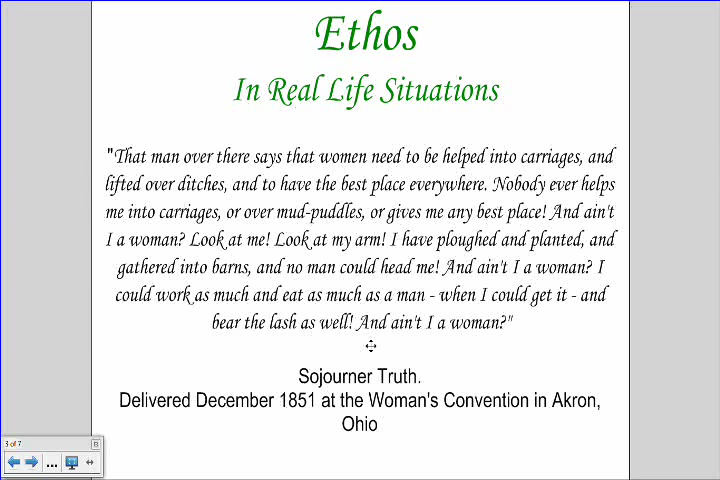 Ethos
In Real Life Situations
"That man over there says that women need to be helped into carriages, and
lifted over ditches, and to have the best place everywhere. Nobody ever helps
me into carriages, or over mud-puddles, or gives me any best place! And ain't
I a woman? Look at me! Look at my arm! I have ploughed and planted, and
gathered into barns, and no man could head me! And ain't I a woman? I
could work as much and eat as much as a man - when I could get it - and
bear the lash as well! And ain't I a woman?"
Sojourner Truth.
Delivered December 1851 at the Woman's Convention in Akron,
Ohio
3 of 7
...